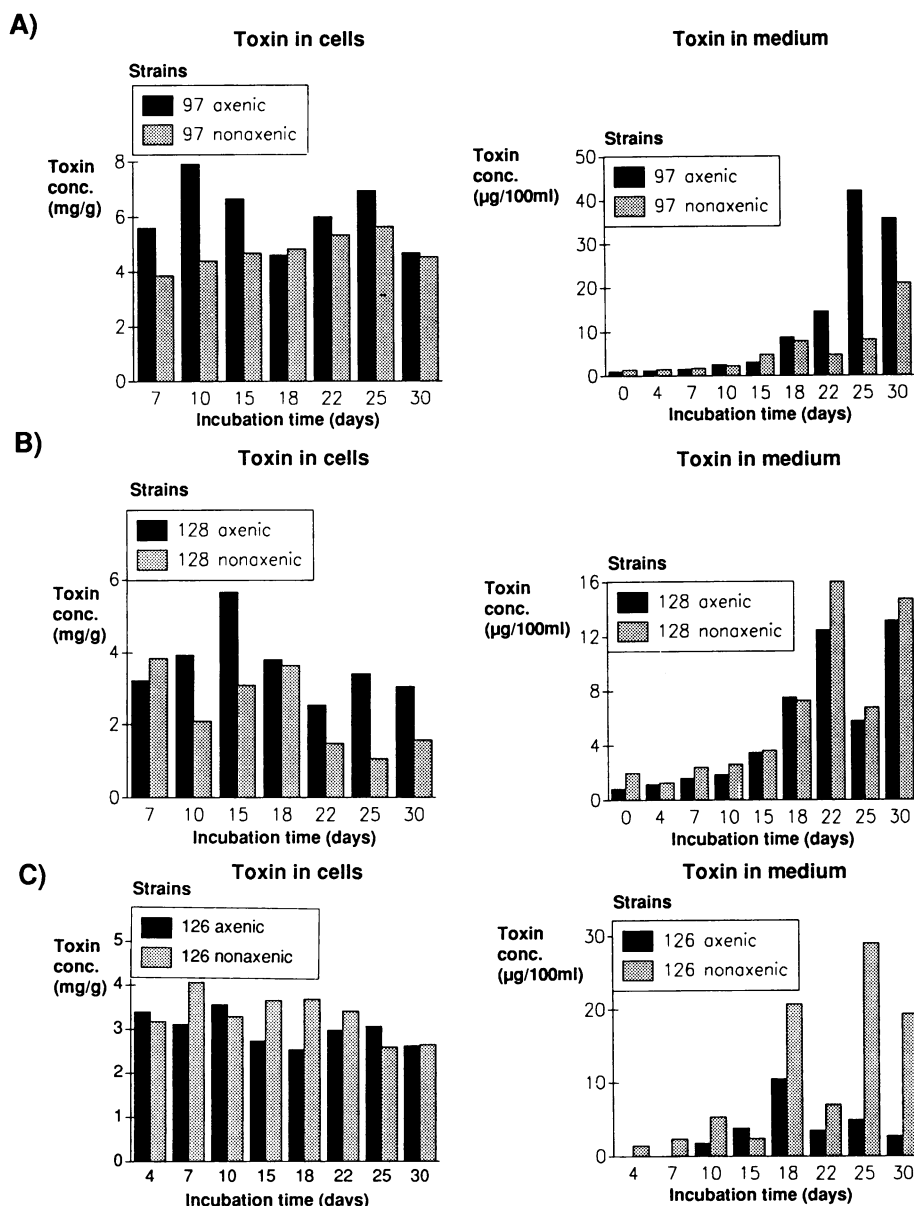 A)
Toxin in cells
Strains
97 axenic
97 nonaxenic
Toxin
conc.
(mg/g)
8
6
4
2
0
7 10 15 18 22 25 30
Incubation time (days)
Toxin in medium
Strains
97 axenic
97 nonaxenic
Toxin
conc.
(µg/100ml)
50
40
30
20
10
0
0 4 7 10 15 18 22 25 30
Incubation time (days)
B)
Toxin in cells
Strains
128 axenic
128 nonaxenic
Toxin
conc.
(mg/g)
6
4
2
0
7 10 15 18 22 25 30
Incubation time (days)
Toxin in medium
Strains
128 axenic
128 nonaxenic
Toxin
conc.
(µg/100ml)
16
12
8
4
0
0 4 7 10 15 18 22 25 30
Incubation time (days)
C)
Toxin in cells
Strains
126 axenic
126 nonaxenic
Toxin
conc.
(mg/g)
5
4
3
2
1
0
4 7 10 15 18 22 25 30
Incubation time (days)
Toxin in medium
Strains
126 axenic
126 nonaxenic
Toxin
conc.
(µg/100ml)
30
20
10
0
4 7 10 15 18 22 25 30
Incubation time (days)